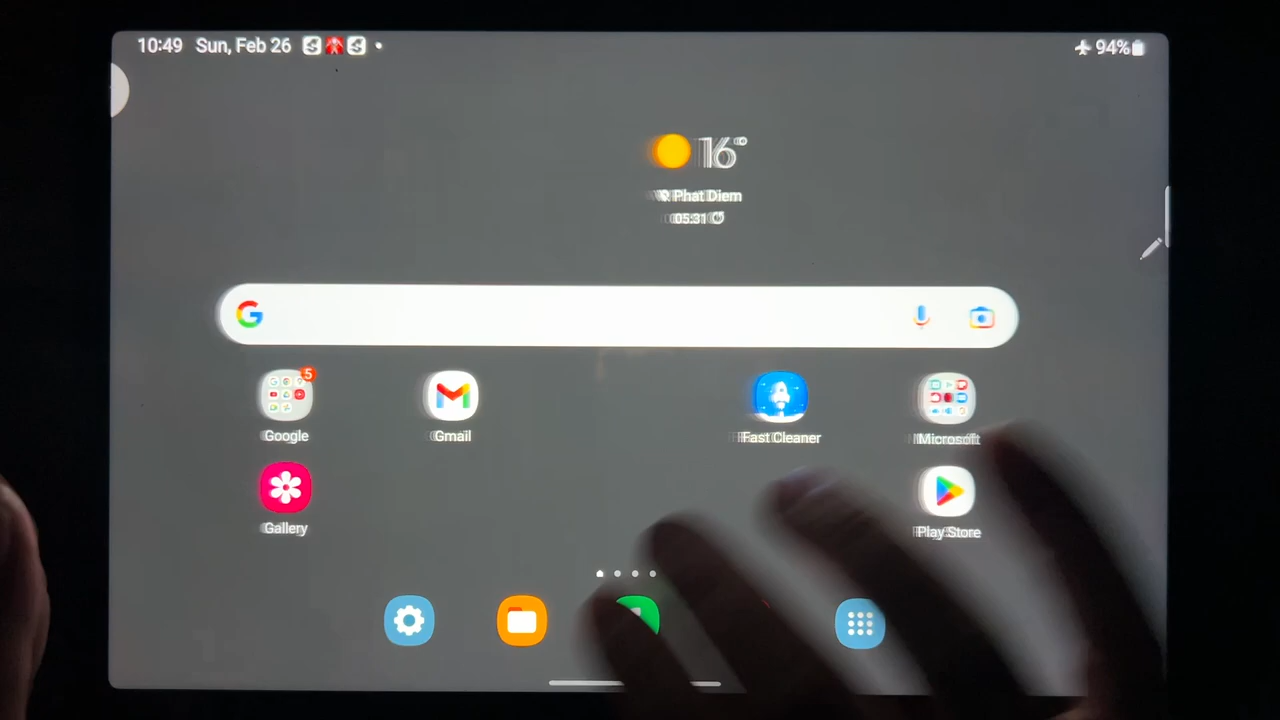 10:49 Sun, Feb 26
94%
16°
Phat Diem
05:31
G
5
Google
Gmail
Fast Cleaner
Microsoft
Gallery
Play Store